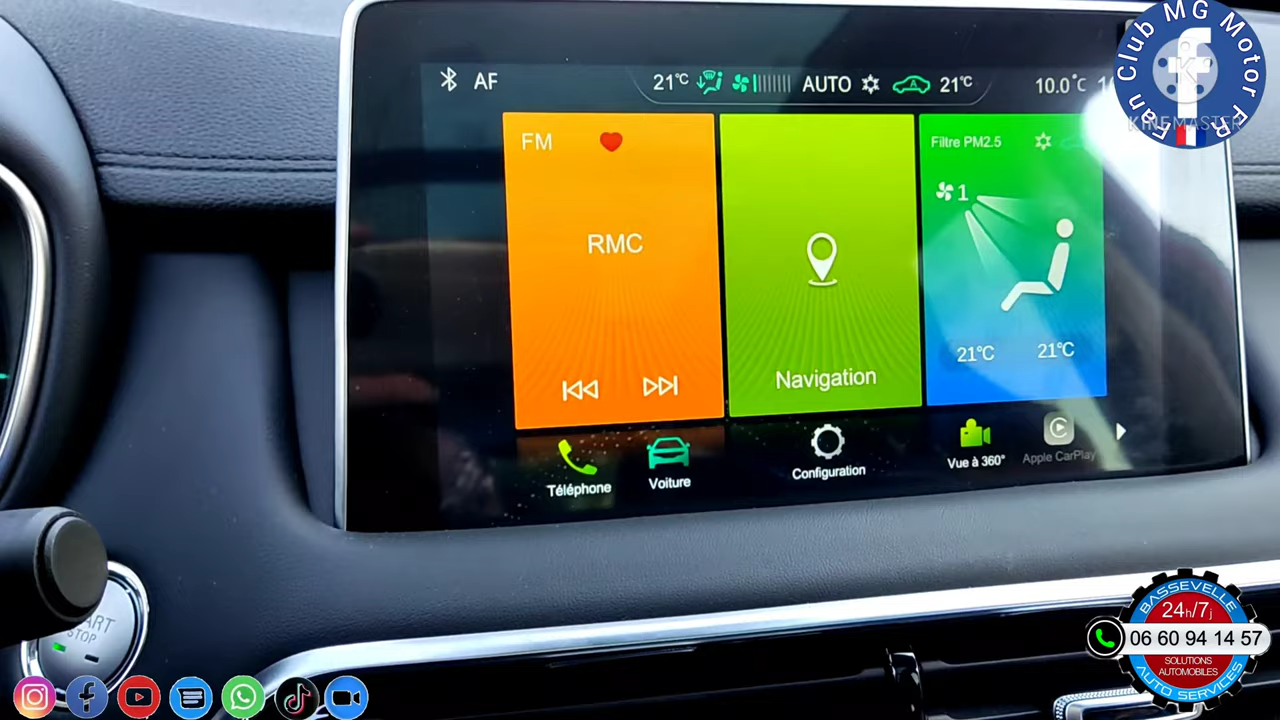 AF
21°C
AUTO
21°C
10.0°C
FM
Filtre PM2.5
1
RMC
21°C
21°C
Navigation
Téléphone
Voiture
Configuration
Vue à 360°
Apple CarPlay
STOP
Fan Club MG Motor FR
KINEMASTER
BASSEVELLE
24h/7j
06 60 94 14 57
SOLUTIONS
AUTOMOBILES
AUTO SERVICES